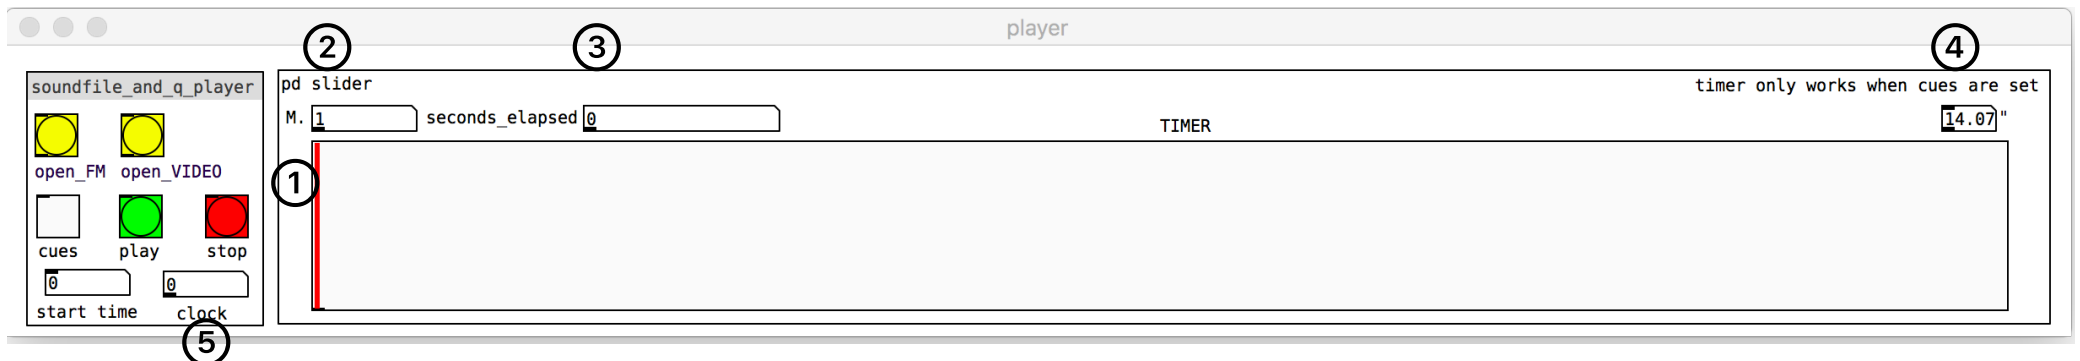 player
2
3
4
soundfile_and_q_player
open_FM open_VIDEO
cues play stop
0 0
start time clock
5
pd slider
timer only works when cues are set
M. 1 seconds_elapsed 0
TIMER
14.07"
1